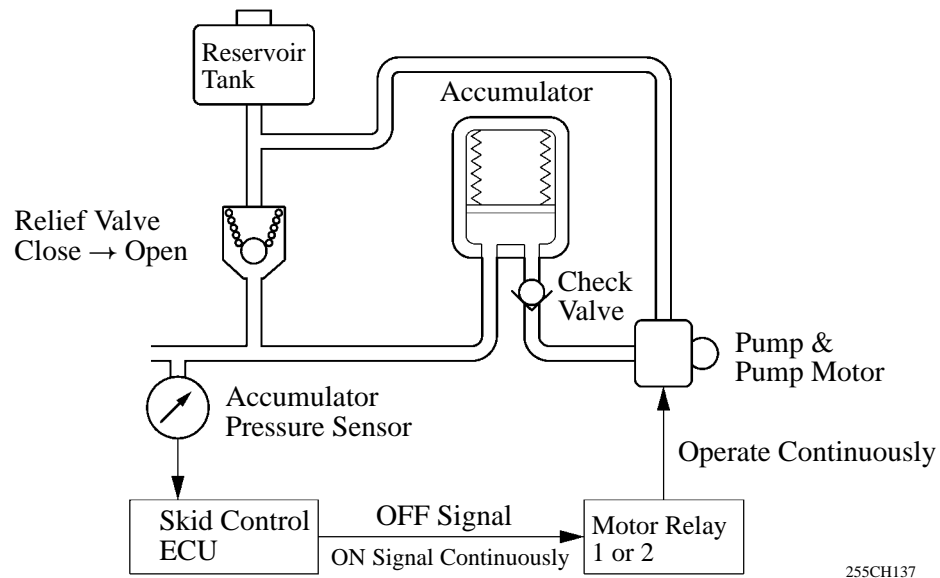 Reservoir
Tank
Accumulator
Relief Valve
Close → Open
Check
Valve
Pump &
Pump Motor
Accumulator
Pressure Sensor
Operate Continuously
Skid Control
ECU
OFF Signal
ON Signal Continuously
Motor Relay
1 or 2
255CH137